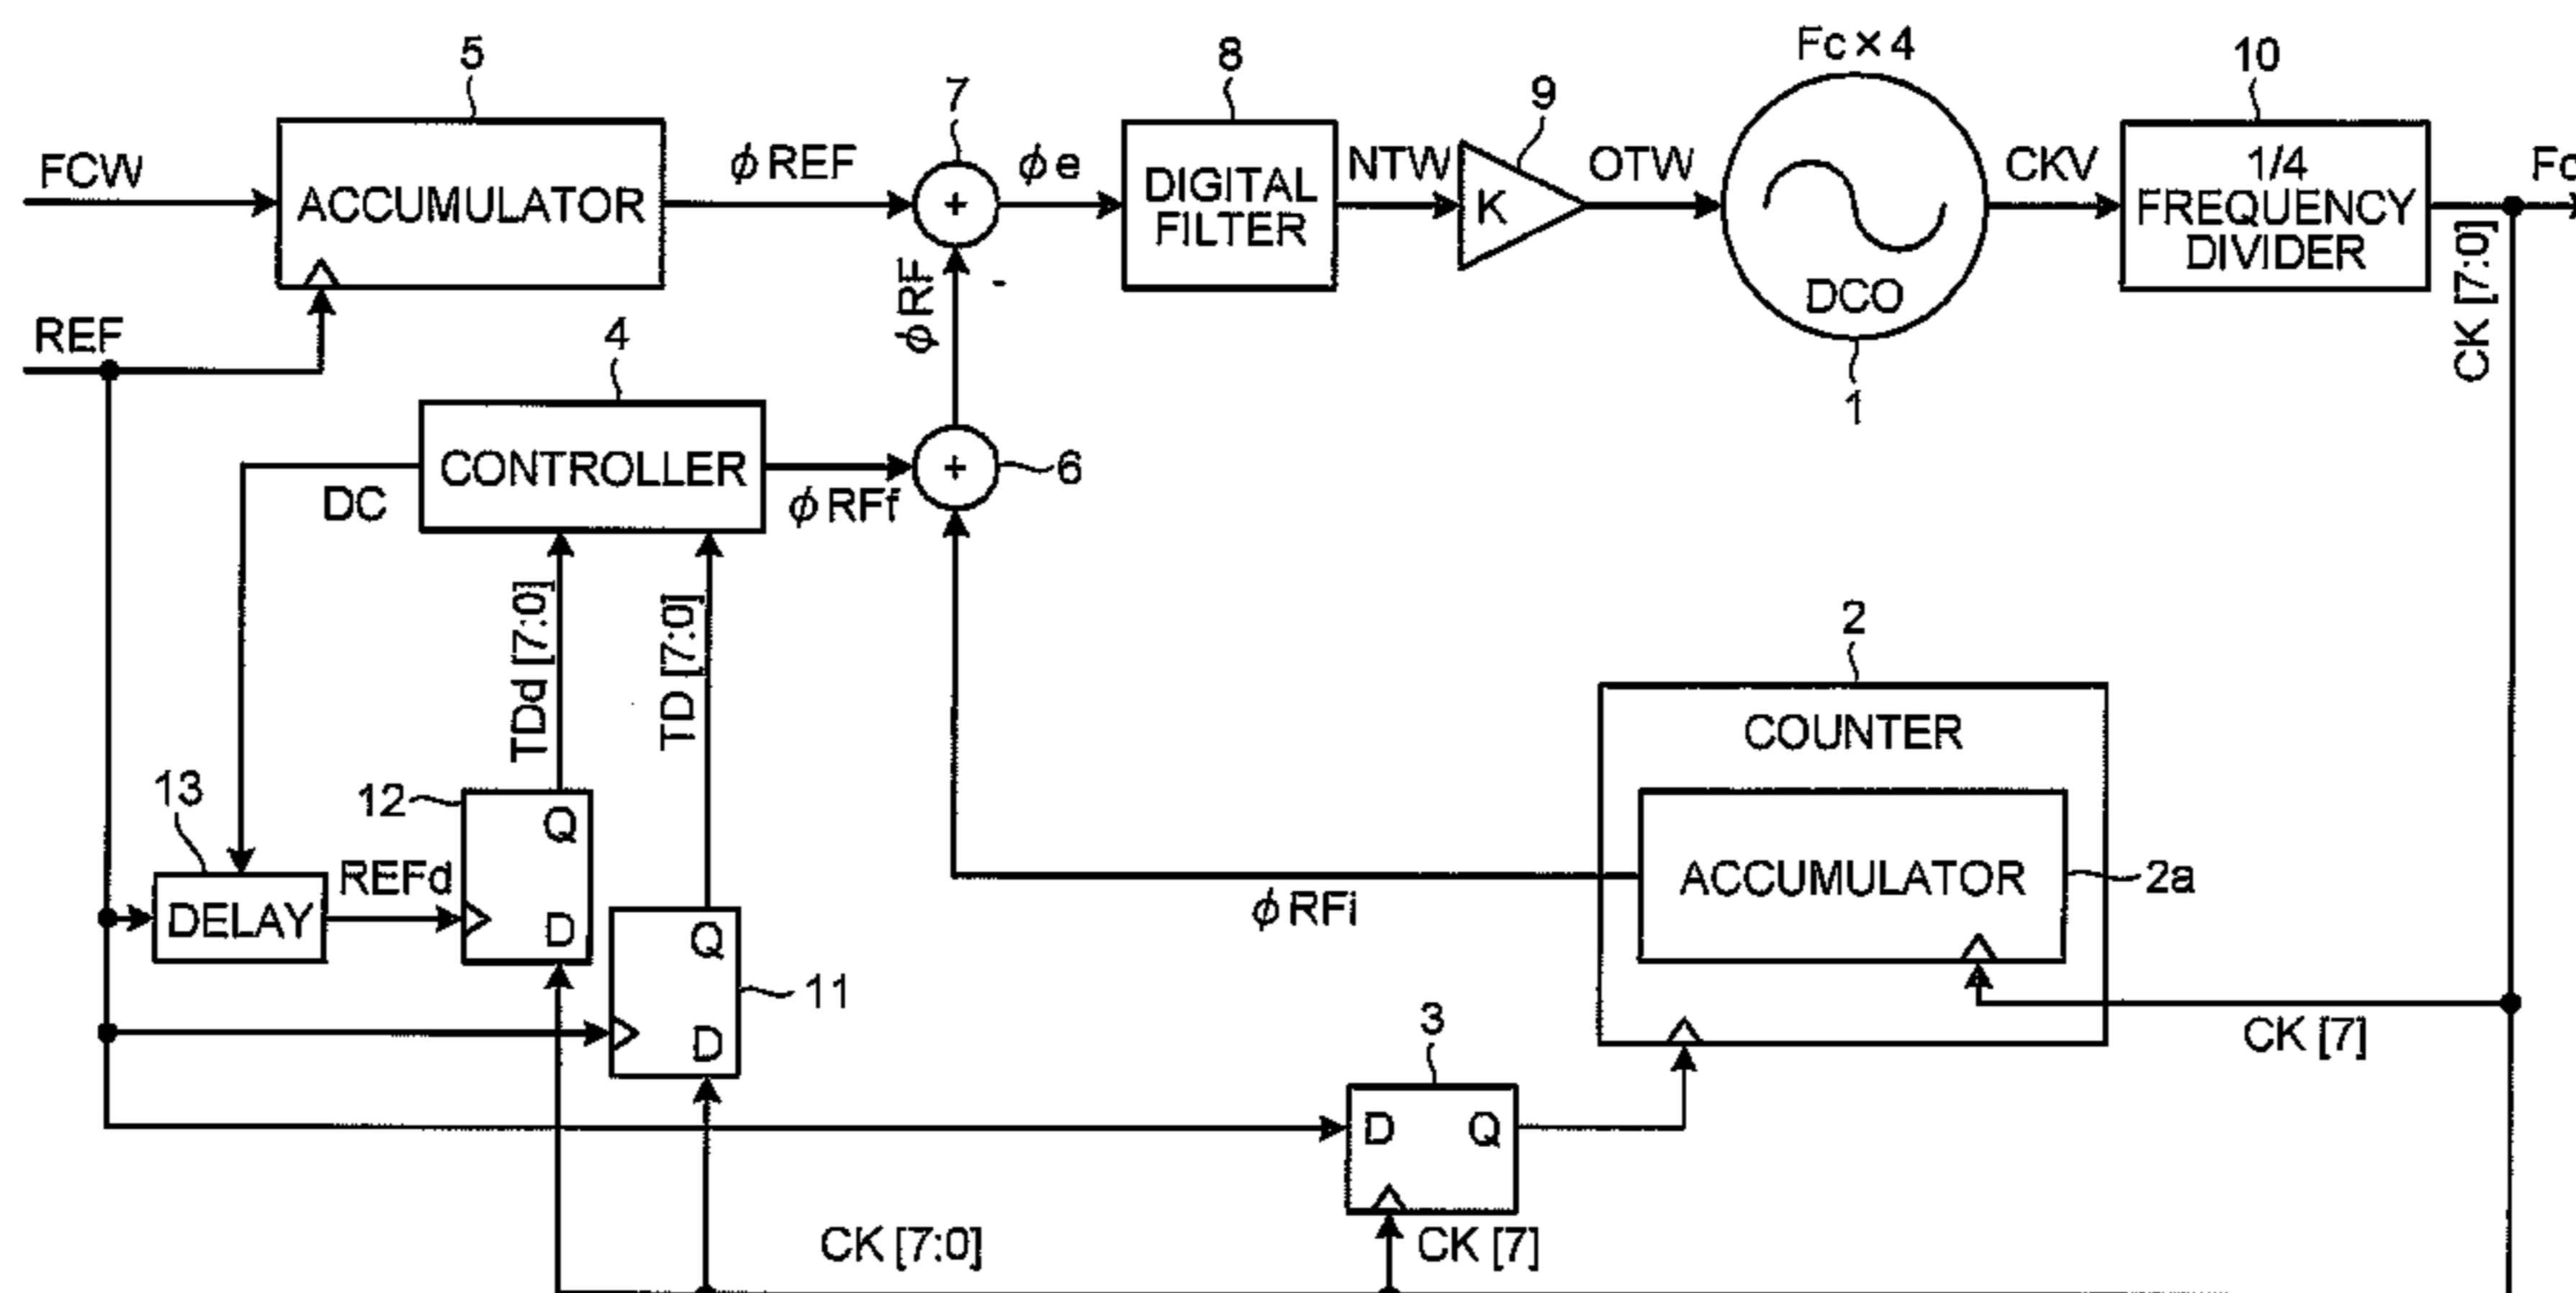 5
7
8
9
Fc×4
10
FCW
ACCUMULATOR
φREF
+
φe
DIGITAL
FILTER
NTW
K
OTW
DCO
1
CKV
1/4
FREQUENCY
DIVIDER
CK [7:0]
REF
φRF
-
4
CONTROLLER
DC
φRFf
+
6
TDd [7:0]
TD [7:0]
2
COUNTER
ACCUMULATOR
2a
φRFi
13
DELAY
REFd
12
Q
D
Q
D
11
CK [7]
3
D Q
CK [7:0]
CK [7]